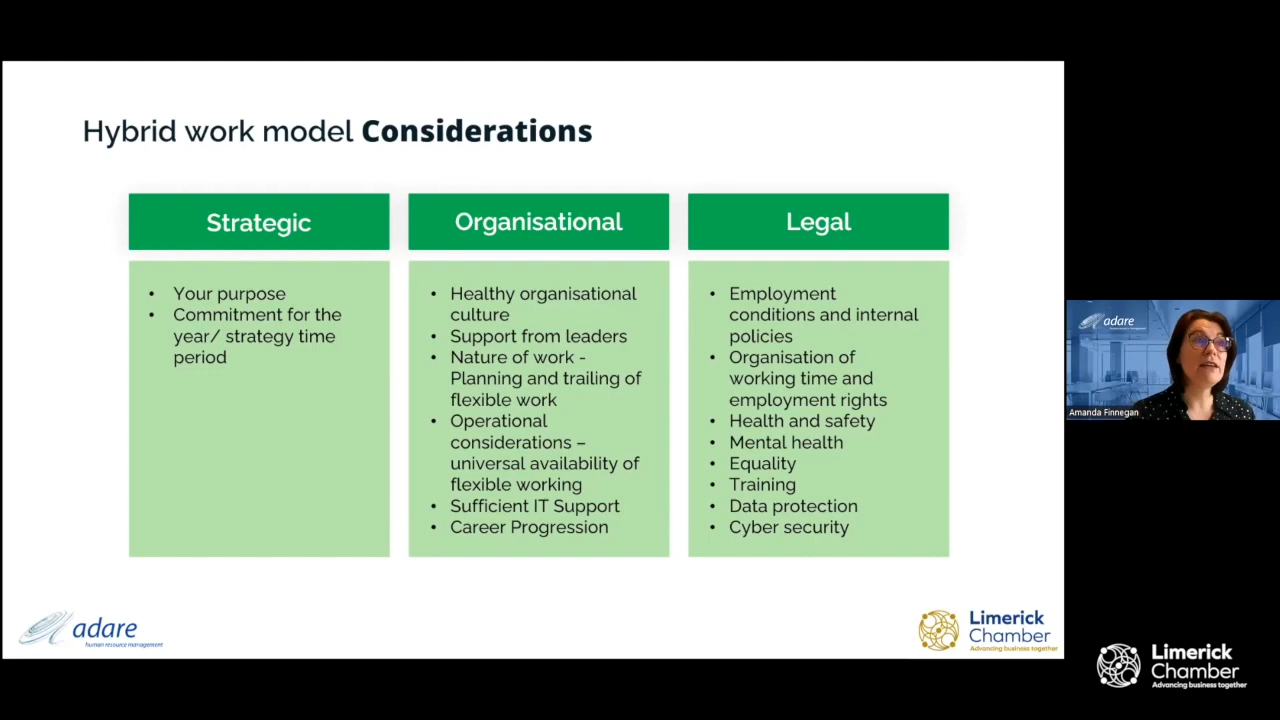 Hybrid work model Considerations
Strategic
• Your purpose
• Commitment for the
year/ strategy time
period
Organisational
• Healthy organisational
culture
• Support from leaders
• Nature of work -
Planning and trailing of
flexible work
• Operational
considerations –
universal availability of
flexible working
• Sufficient IT Support
• Career Progression
Legal
• Employment
conditions and internal
policies
• Organisation of
working time and
employment rights
• Health and safety
• Mental health
• Equality
• Training
• Data protection
• Cyber security
adare
human resource management
Limerick
Chamber
Advancing business together
adare
Amanda Finnegan
Limerick
Chamber
Advancing business together